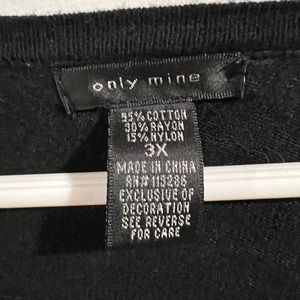 only mine
55% COTTON
30% RAYON
15% NYLON
3X
MADE IN CHINA
RN# 115286
EXCLUSIVE OF
DECORATION
SEE REVERSE
FOR CARE